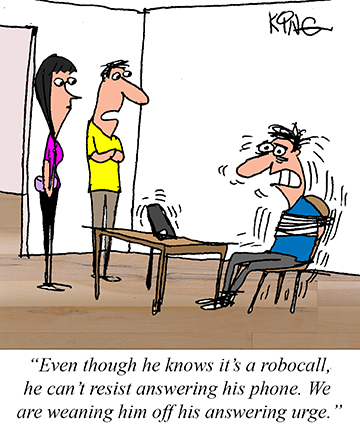 “Even though he knows it’s a robocall,
he can’t resist answering his phone. We
are weaning him off his answering urge.”